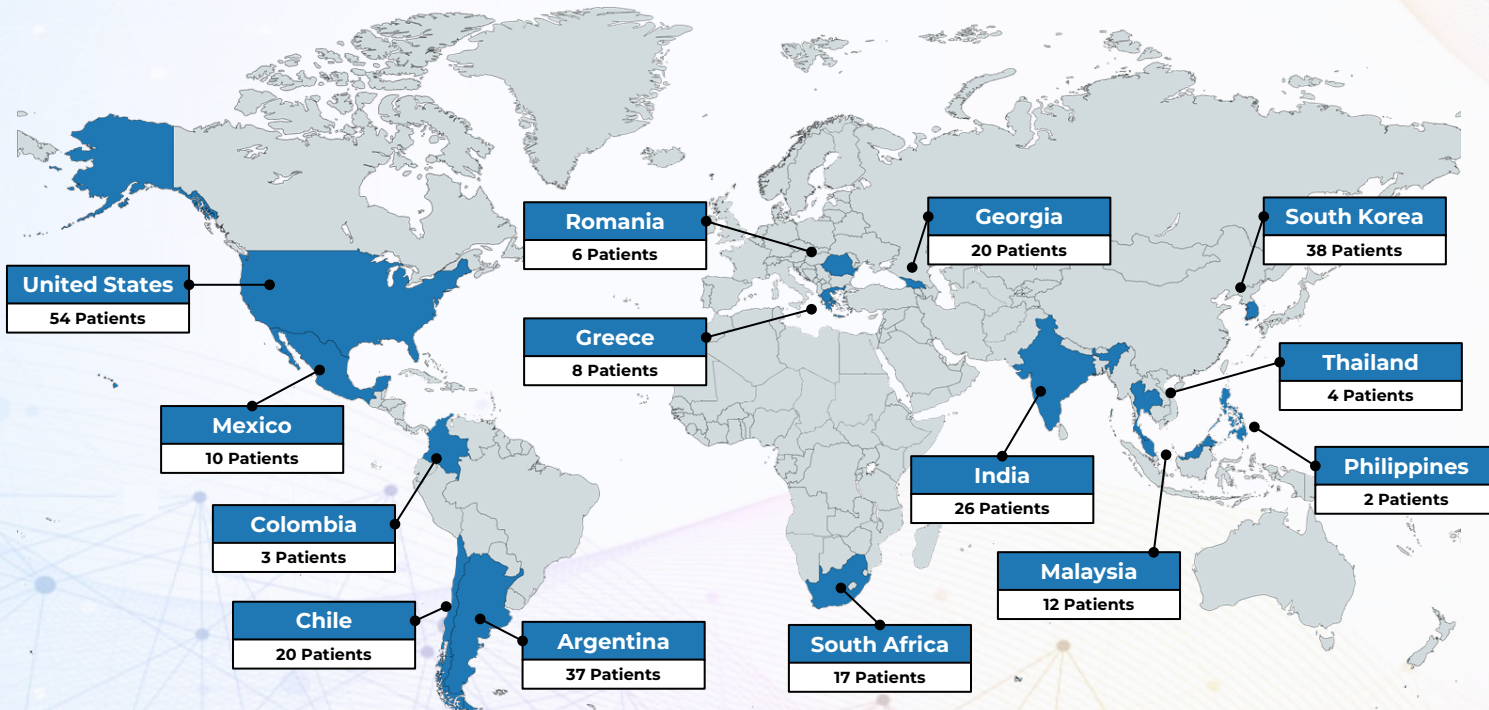 Romania
6 Patients
Georgia
20 Patients
South Korea
38 Patients
United States
54 Patients
Greece
8 Patients
Thailand
4 Patients
Mexico
10 Patients
India
26 Patients
Philippines
2 Patients
Colombia
3 Patients
Malaysia
12 Patients
Chile
20 Patients
Argentina
37 Patients
South Africa
17 Patients